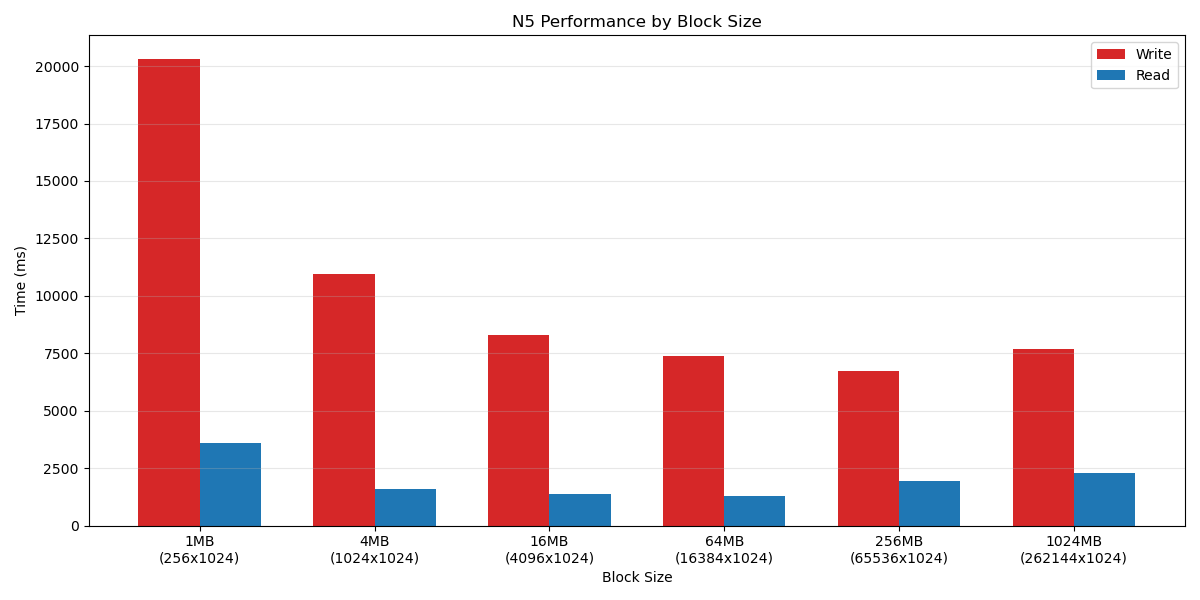 N5 Performance by Block Size
Write
Read
Time (ms)
20000
17500
15000
12500
10000
7500
5000
2500
0
1MB
(256x1024)
4MB
(1024x1024)
16MB
(4096x1024)
64MB
(16384x1024)
256MB
(65536x1024)
1024MB
(262144x1024)
Block Size